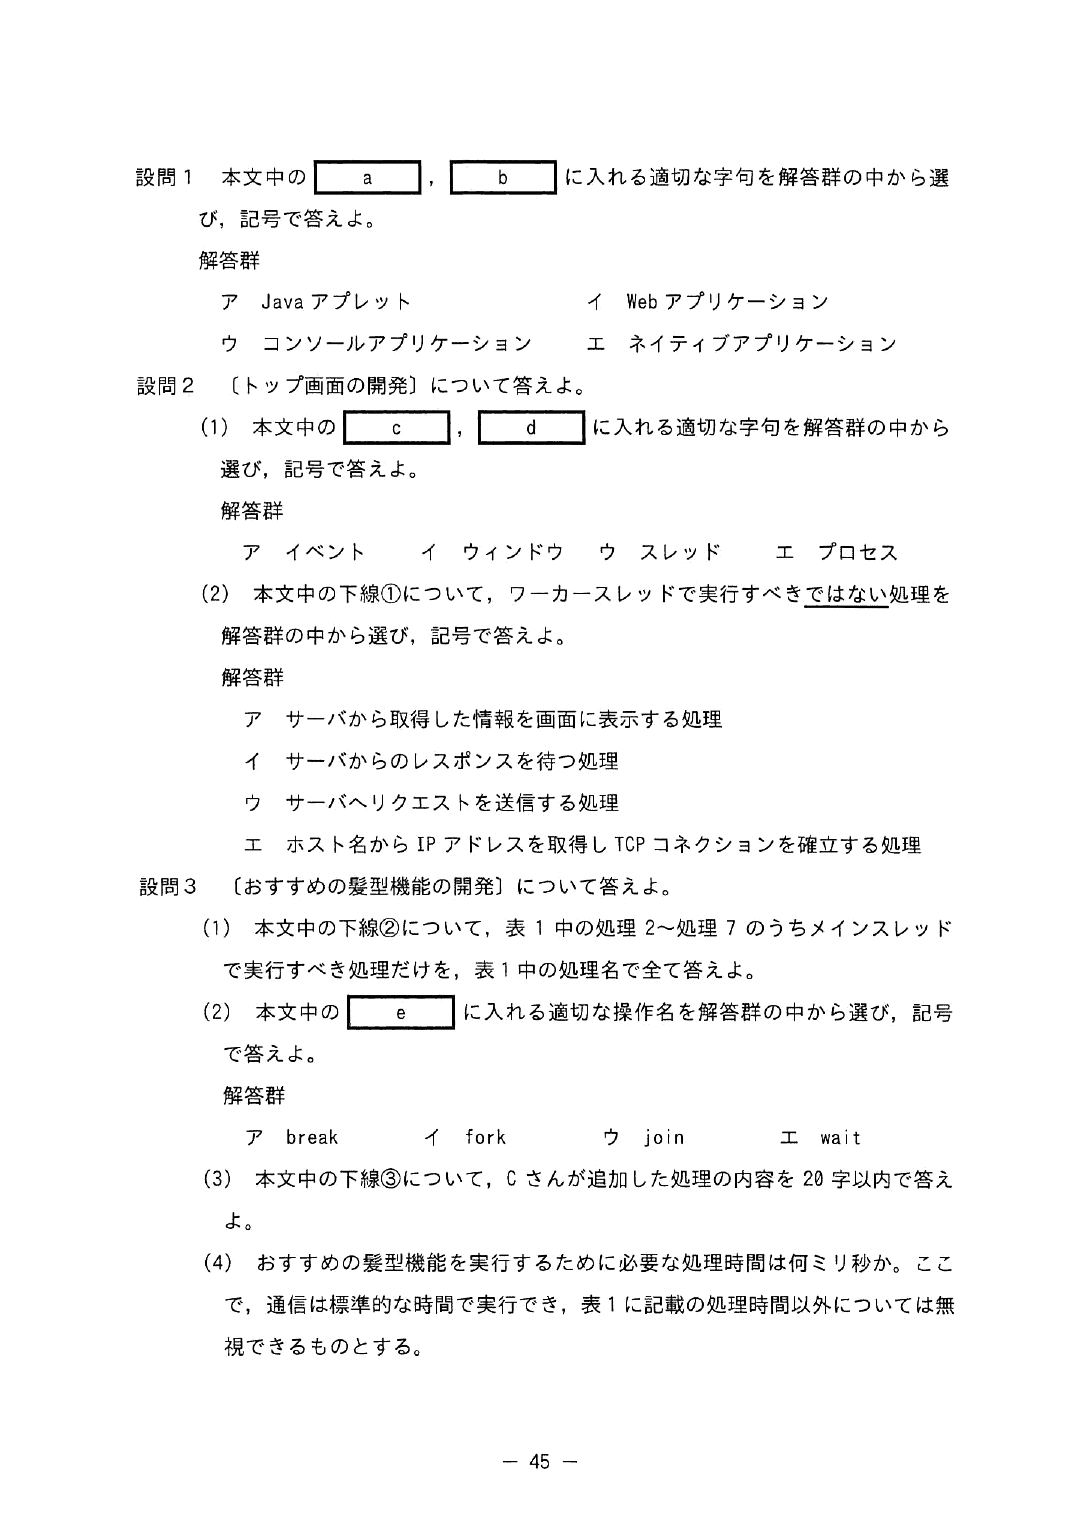 設問1 本文中の a , b に入れる適切な字句を解答群の中から選
び，記号で答えよ。
解答群
ア Java アプレット イ Web アプリケーション
ウ コンソールアプリケーション エ ネイティブアプリケーション
設問2 〔トップ画面の開発〕について答えよ。
(1) 本文中の c , d に入れる適切な字句を解答群の中から
選び，記号で答えよ。
解答群
ア イベント イ ウィンドウ ウ スレッド エ プロセス
(2) 本文中の下線①について，ワーカースレッドで実行すべきではない処理を
解答群の中から選び，記号で答えよ。
解答群
ア サーバから取得した情報を画面に表示する処理
イ サーバからのレスポンスを待つ処理
ウ サーバへリクエストを送信する処理
エ ホスト名から IP アドレスを取得し TCP コネクションを確立する処理
設問3 〔おすすめの髪型機能の開発〕について答えよ。
(1) 本文中の下線②について，表 1 中の処理 2～処理 7 のうちメインスレッド
で実行すべき処理だけを，表 1 中の処理名で全て答えよ。
(2) 本文中の e に入れる適切な操作名を解答群の中から選び，記号
で答えよ。
解答群
ア break イ fork ウ join エ wait
(3) 本文中の下線③について，C さんが追加した処理の内容を 20 字以内で答え
よ。
(4) おすすめの髪型機能を実行するために必要な処理時間は何ミリ秒か。ここ
で，通信は標準的な時間で実行でき，表 1 に記載の処理時間以外については無
視できるものとする。
― 45 ―